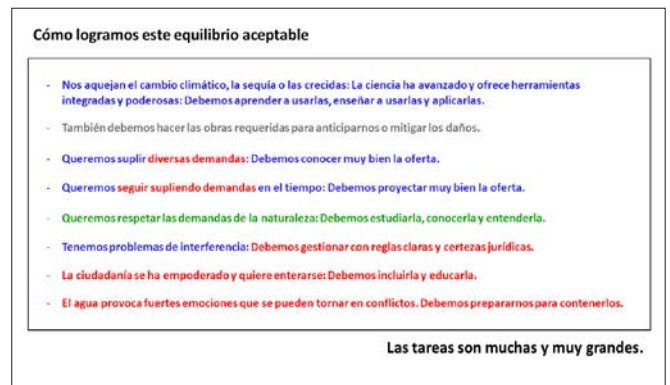 Cómo logramos este equilibrio aceptable
- Nos aquejan el cambio climático, la sequía o las crecidas: La ciencia ha avanzado y ofrece herramientas
integradas y poderosas: Debemos aprender a usarlas, enseñar a usarlas y aplicarlas.
- También debemos hacer las obras requeridas para anticiparnos o mitigar los daños.
- Queremos suplir diversas demandas: Debemos conocer muy bien la oferta.
- Queremos seguir supliendo demandas en el tiempo: Debemos proyectar muy bien la oferta.
- Queremos respetar las demandas de la naturaleza: Debemos estudiarla, conocerla y entenderla.
- Tenemos problemas de interferencia: Debemos gestionar con reglas claras y certezas jurídicas.
- La ciudadanía se ha empoderado y quiere enterarse: Debemos incluirla y educarla.
- El agua provoca fuertes emociones que se pueden tornar en conflictos. Debemos prepararnos para contenerlos.
Las tareas son muchas y muy grandes.